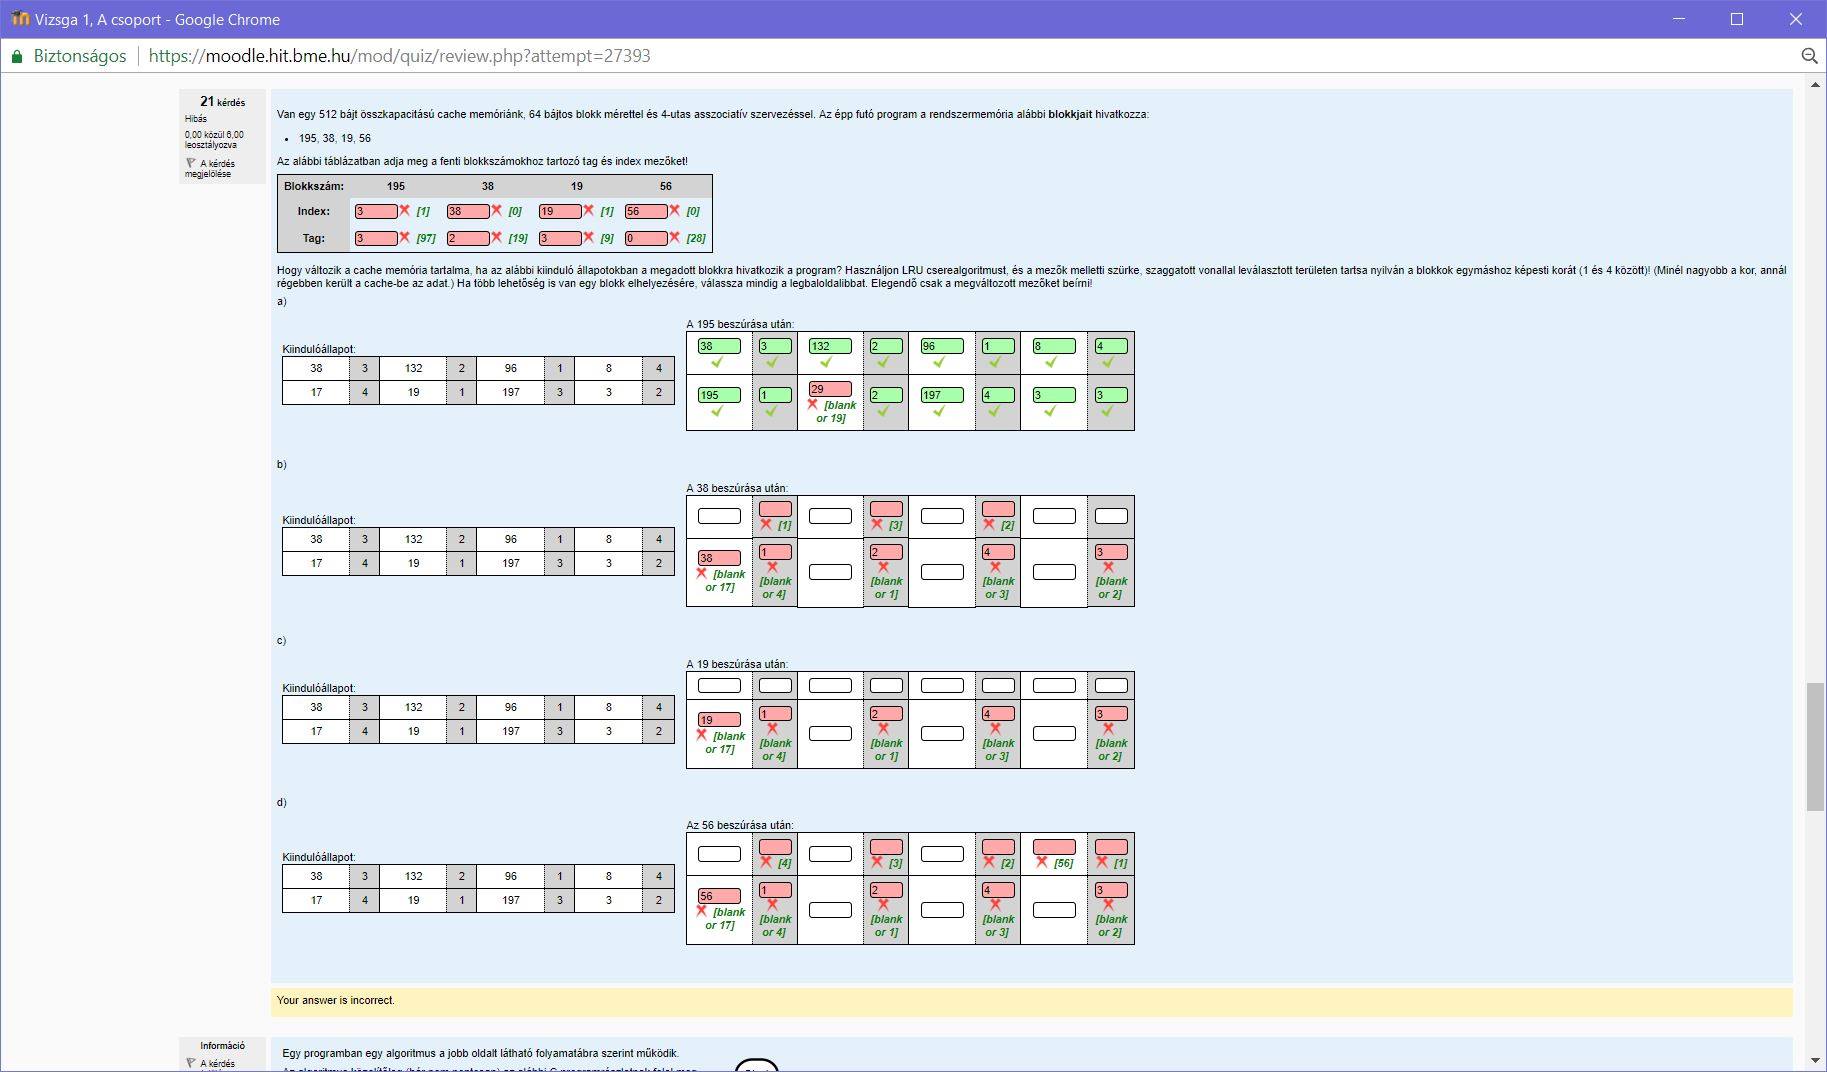 Vizsga 1, A csoport - Google Chrome
Biztonságos https://moodle.hit.bme.hu/mod/quiz/review.php?attempt=27393
21 kérdés
Hibás
0,00 közül 6,00
leosztályozva
A kérdés
megjelölése
Van egy 512 bájt összkapacitású cache memóriánk, 64 bájtos blokk mérettel és 4-utas asszociatív szervezéssel. Az épp futó program a rendszermemória alábbi blokkjait hivatkozza:
• 195, 38, 19, 56
Az alábbi táblázatban adja meg a fenti blokkszámokhoz tartozó tag és index mezőket!
Blokkszám: 195 38 19 56
Index: 3 [1] 38 [0] 19 [1] 56 [0]
Tag: 3 [97] 2 [19] 3 [9] 0 [28]
Hogy változik a cache memória tartalma, ha az alábbi kiinduló állapotokban a megadott blokkra hivatkozik a program? Használjon LRU cserealgoritmust, és a mezők melletti szürke, szaggatott vonallal leválasztott területen tartsa nyilván a blokkok egymáshoz képesti korát (1 és 4 között)! (Minél nagyobb a kor, annál
régebben került a cache-be az adat.) Ha több lehetőség is van egy blokk elhelyezésére, válassza mindig a legbaloldalibbat. Elegendő csak a megváltozott mezőket beírni!
a)
A 195 beszúrása után:
Kiindulóállapot:
38 3 132 2 96 1 8 4
17 4 19 1 197 3 3 2
38 3 132 2 96 1 8 4
195 1 29 2 197 4 3 3
[blank
or 19]
b)
A 38 beszúrása után:
Kiindulóállapot:
38 3 132 2 96 1 8 4
17 4 19 1 197 3 3 2
[1] [3] [2]
38 1 2 4 3
[blank or 17] [blank or 4] [blank or 1] [blank or 3] [blank or 2]
c)
A 19 beszúrása után:
Kiindulóállapot:
38 3 132 2 96 1 8 4
17 4 19 1 197 3 3 2
19 1 2 4 3
[blank or 17] [blank or 4] [blank or 1] [blank or 3] [blank or 2]
d)
Az 56 beszúrása után:
Kiindulóállapot:
38 3 132 2 96 1 8 4
17 4 19 1 197 3 3 2
[4] [3] [2] [56] [1]
56 1 2 4 3
[blank or 17] [blank or 4] [blank or 1] [blank or 3] [blank or 2]
Your answer is incorrect.
Információ
A kérdés
Egy programban egy algoritmus a jobb oldalt látható folyamatábra szerint működik.